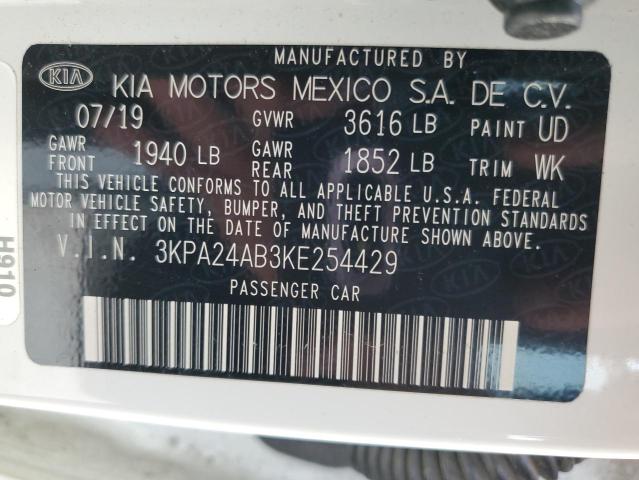 MANUFACTURED BY
KIA KIA MOTORS MEXICO S.A. DE C.V.
07/19 GVWR 3616 LB PAINT UD
GAWR FRONT 1940 LB GAWR REAR 1852 LB TRIM WK
THIS VEHICLE CONFORMS TO ALL APPLICABLE U.S.A. FEDERAL
MOTOR VEHICLE SAFETY, BUMPER, AND THEFT PREVENTION STANDARDS
IN EFFECT ON THE DATE OF MANUFACTURE SHOWN ABOVE.
V.I.N. 3KPA24AB3KE254429
PASSENGER CAR
H910